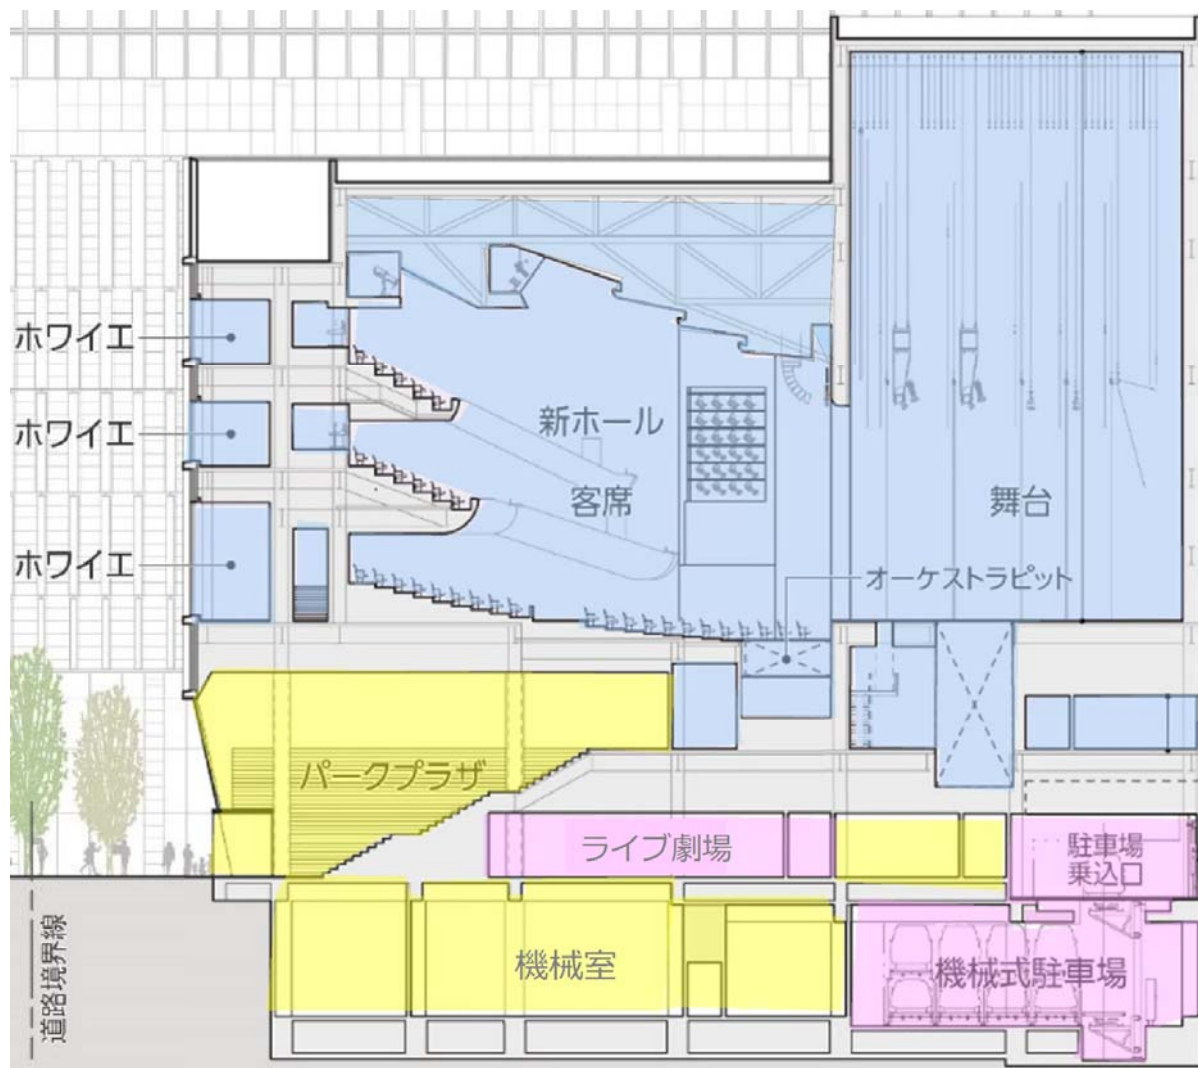 ホワイエ
ホワイエ
新ホール
客席
舞台
ホワイエ
オーケストラピット
パークプラザ
ライブ劇場
駐車場
乗込口
機械室
機械式駐車場
道路境界線